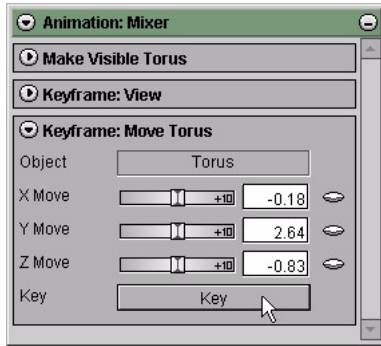 Animation: Mixer
Make Visible Torus
Keyframe: View
Keyframe: Move Torus
Object Torus
X Move +10 -0.18
Y Move +10 2.64
Z Move +10 -0.83
Key Key